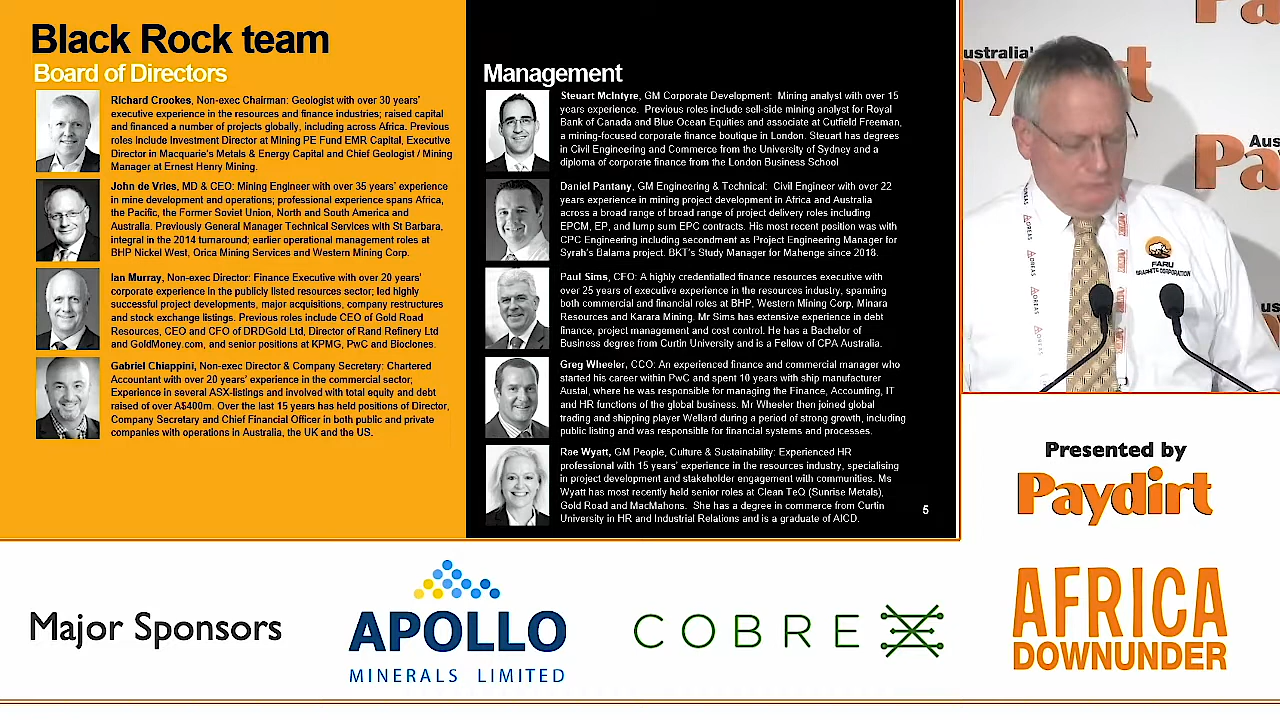 Black Rock team
Board of Directors
Richard Crookes, Non-exec Chairman: Geologist with over 30 years'
executive experience in the resources and finance industries; raised capital
and financed a number of projects globally, including across Africa. Previous
roles include Investment Director at Mining PE Fund EMR Capital, Executive
Director in Macquarie's Metals & Energy Capital and Chief Geologist / Mining
Manager at Ernest Henry Mining.
John de Vries, MD & CEO: Mining Engineer with over 35 years' experience
in mine development and operations; professional experience spans Africa,
the Pacific, the Former Soviet Union, North and South America and
Australia. Previously General Manager Technical Services with St Barbara,
integral in the 2014 turnaround; earlier operational management roles at
BHP Nickel West, Orica Mining Services and Western Mining Corp.
Ian Murray, Non-exec Director: Finance Executive with over 20 years'
corporate experience in the publicly listed resources sector; led highly
successful project developments, major acquisitions, company restructures
and stock exchange listings. Previous roles include CEO of Gold Road
Resources, CEO and CFO of DRDGold Ltd, Director of Rand Refinery Ltd
and GoldMoney.com, and senior positions at KPMG, PwC and Bioclones.
Gabriel Chiappini, Non-exec Director & Company Secretary: Chartered
Accountant with over 20 years' experience in the commercial sector;
Experience in several ASX-listings and involved with total equity and debt
raised of over A$400m. Over the last 15 years has held positions of Director,
Company Secretary and Chief Financial Officer in both public and private
companies with operations in Australia, the UK and the US.
Management
Steuart McIntyre, GM Corporate Development: Mining analyst with over 15
years experience. Previous roles include sell-side mining analyst for Royal
Bank of Canada and Blue Ocean Equities and associate at Cutfield Freeman,
a mining-focused corporate finance boutique in London. Steuart has degrees
in Civil Engineering and Commerce from the University of Sydney and a
diploma of corporate finance from the London Business School
Daniel Pantany, GM Engineering & Technical: Civil Engineer with over 22
years experience in mining project development in Africa and Australia
across a broad range of broad range of project delivery roles including
EPCM, EP, and lump sum EPC contracts. His most recent position was with
CPC Engineering including secondment as Project Engineering Manager for
Syrah's Balama project. BKT's Study Manager for Mahenge since 2018.
Paul Sims, CFO: A highly credentialled finance resources executive with
over 25 years of executive experience in the resources industry, spanning
both commercial and financial roles at BHP, Western Mining Corp, Minara
Resources and Karara Mining. Mr Sims has extensive experience in debt
finance, project management and cost control. He has a Bachelor of
Business degree from Curtin University and is a Fellow of CPA Australia.
Greg Wheeler, CCO: An experienced finance and commercial manager who
started his career within PwC and spent 10 years with ship manufacturer
Austal, where he was responsible for managing the Finance, Accounting, IT
and HR functions of the global business. Mr Wheeler then joined global
trading and shipping player Wellard during a period of strong growth, including
public listing and was responsible for financial systems and processes.
Rae Wyatt, GM People, Culture & Sustainability: Experienced HR
professional with 15 years' experience in the resources industry, specialising
in project development and stakeholder engagement with communities. Ms
Wyatt has most recently held senior roles at Clean TeQ (Sunrise Metals),
Gold Road and MacMahons. She has a degree in commerce from Curtin
University in HR and Industrial Relations and is a graduate of AICD.
5
ustralia's
ayd
t
Pa
Aus
Pa
us
OREAS
FARU
GRAPHITE CORPORATION
Presented by
Paydirt
AFRICA
DOWNUNDER
Major Sponsors
APOLLO
MINERALS LIMITED
COBRE